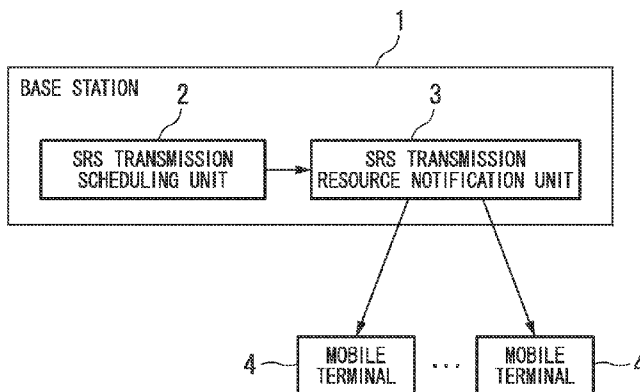 1
BASE STATION
2
3
SRS TRANSMISSION
SCHEDULING UNIT
SRS TRANSMISSION
RESOURCE NOTIFICATION UNIT
4
MOBILE
TERMINAL
...
MOBILE
TERMINAL
4